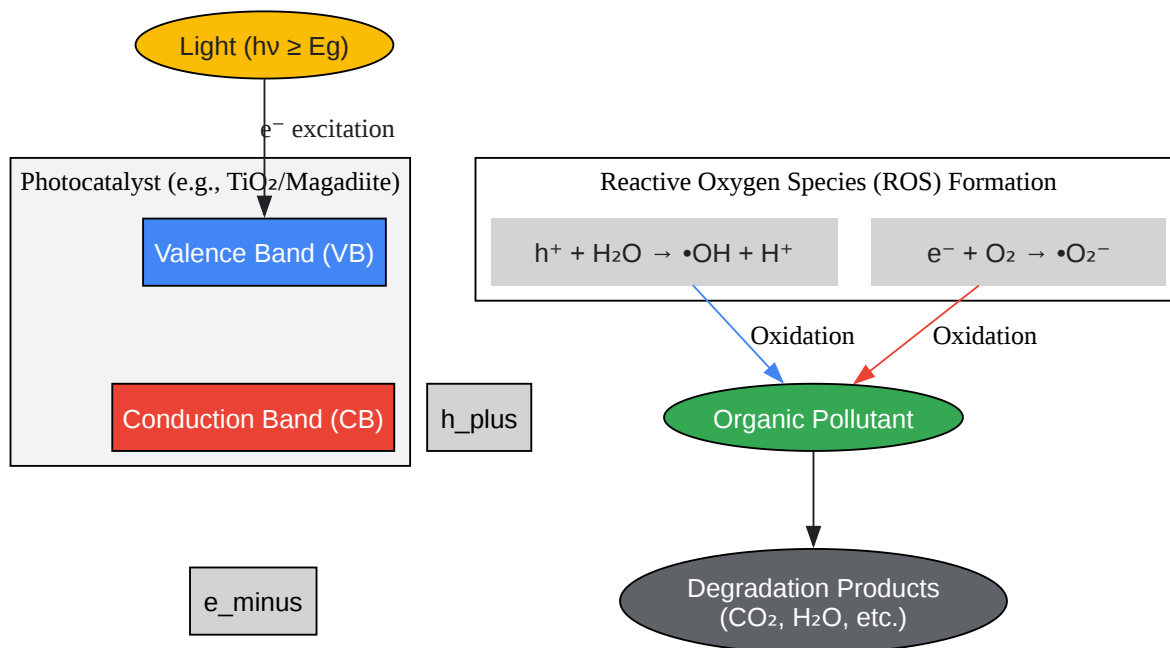 Light (hν ≥ Eg)
e⁻ excitation
Photocatalyst (e.g., TiO₂/Magadiite)
Valence Band (VB)
Conduction Band (CB)
h_plus
e_minus
Reactive Oxygen Species (ROS) Formation
h⁺ + H₂O → •OH + H⁺
e⁻ + O₂ → •O₂⁻
Oxidation
Oxidation
Organic Pollutant
Degradation Products
(CO₂, H₂O, etc.)